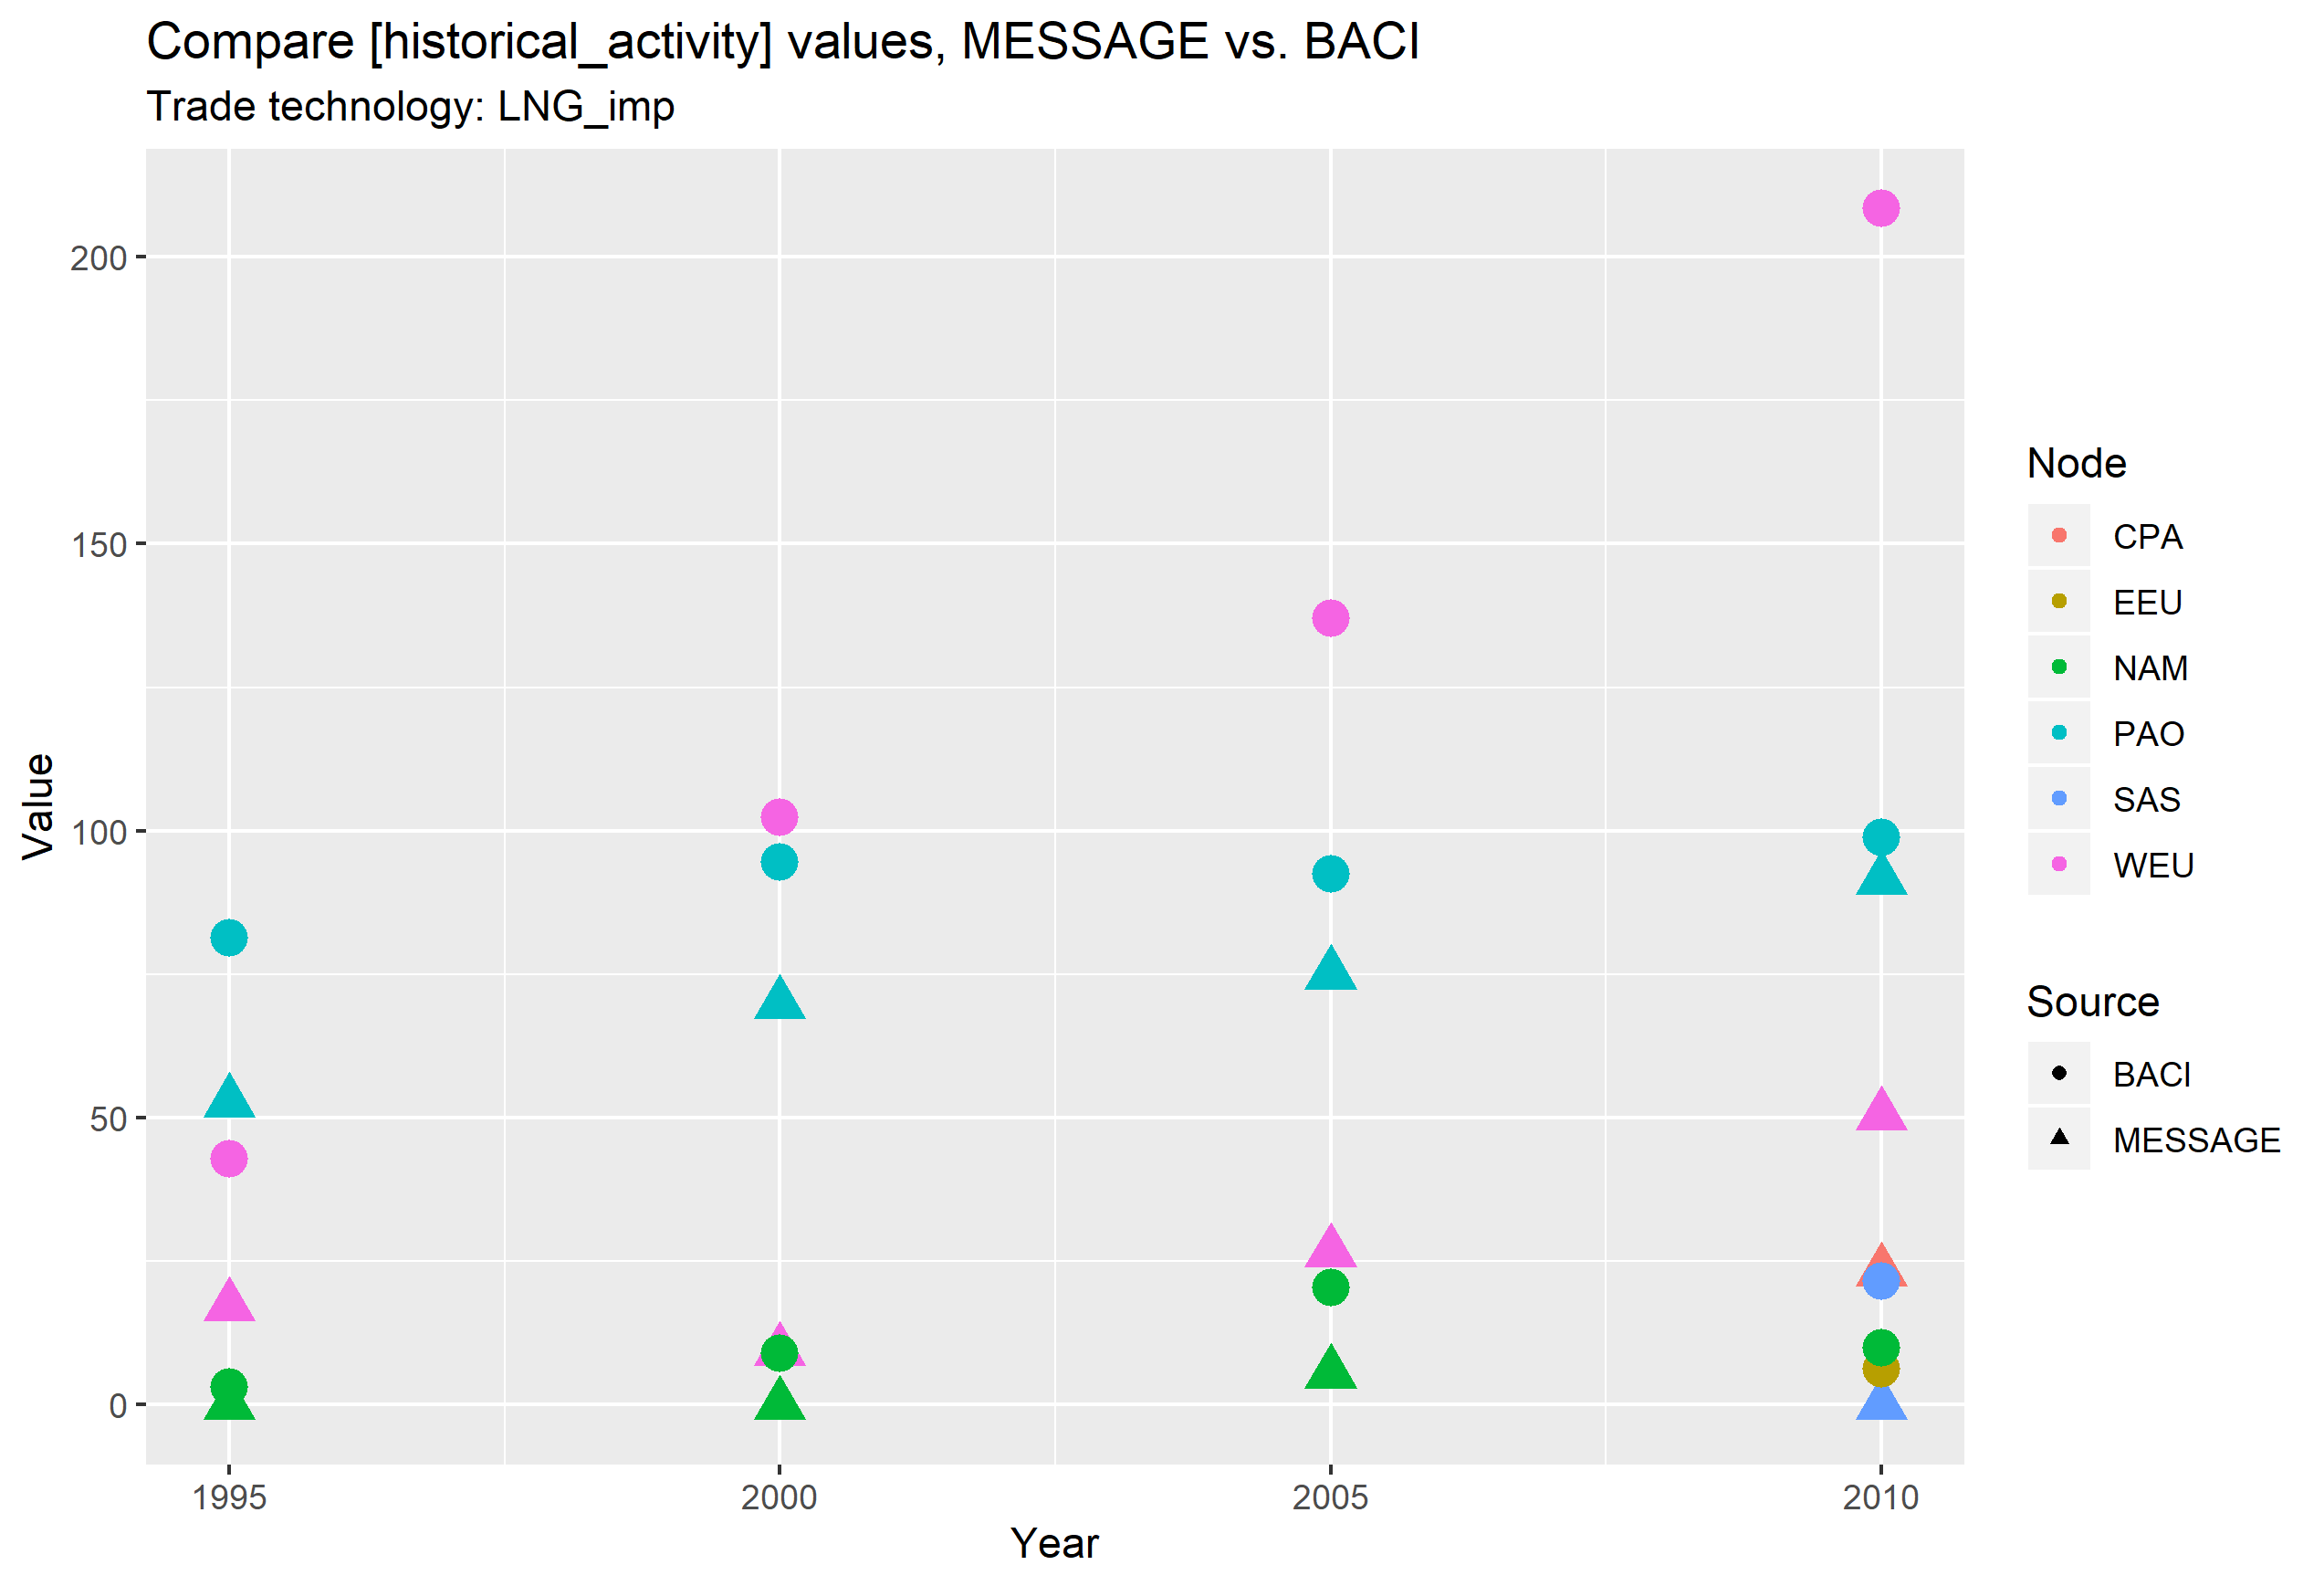 Compare [historical_activity] values, MESSAGE vs. BACI
Trade technology: LNG_imp
Value
200
150
100
50
0
1995 2000 2005 2010
Year
Node
CPA
EEU
NAM
PAO
SAS
WEU
Source
BACI
MESSAGE